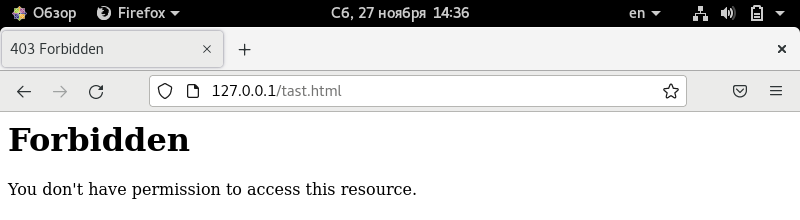 Обзор Firefox Сб, 27 ноября 14:36 en
403 Forbidden
127.0.0.1/tast.html
Forbidden
You don't have permission to access this resource.